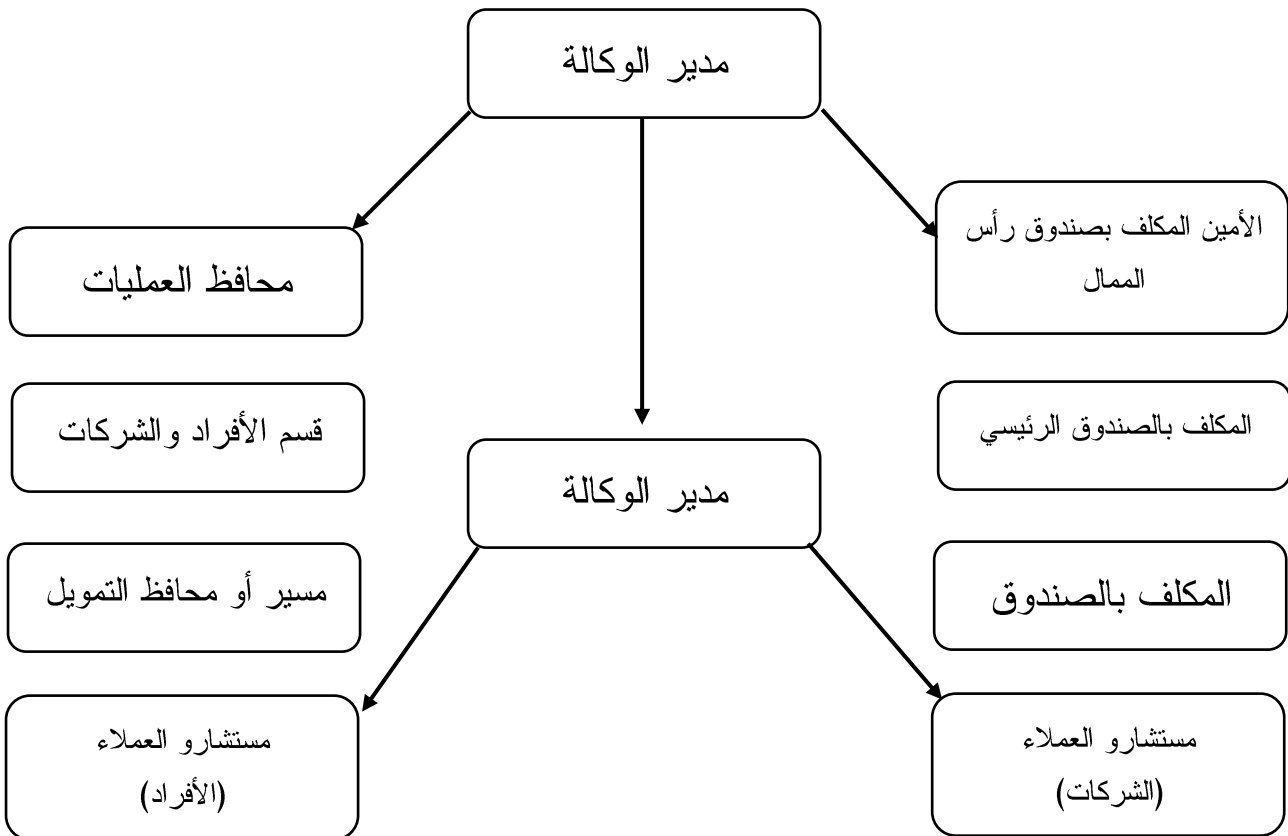 مدير الوكالة
الأمين المكلف بصندوق رأس
الممال
محافظ العمليات
المكلف بالصندوق الرئيسي
قسم الأفراد والشركات
مدير الوكالة
المكلف بالصندوق
مسير أو محافظ التمويل
مستشارو العملاء
(الشركات)
مستشارو العملاء
(الأفراد)